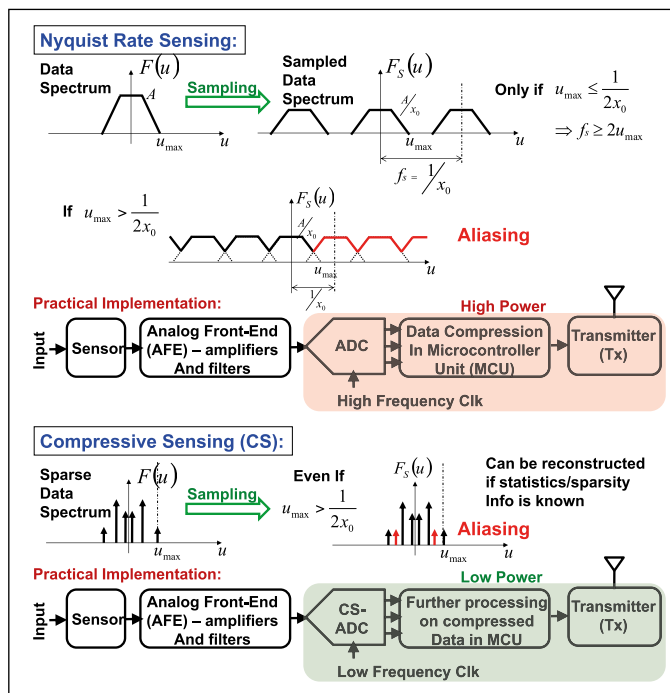 Nyquist Rate Sensing:
Data
Spectrum
F(u)
A
u_max
u
Sampling
Sampled
Data
Spectrum
F_S(u)
A/x_0
u_max
u
f_s = 1/x_0
Only if u_max ≤ 1/2x_0
⇒ f_s ≥ 2u_max
If u_max > 1/2x_0
F_S(u)
A/x_0
u_max
u
1/x_0
Aliasing
Practical Implementation:
High Power
Input
Sensor
Analog Front-End
(AFE) – amplifiers
And filters
ADC
Data Compression
In Microcontroller
Unit (MCU)
Transmitter
(Tx)
High Frequency Clk
Compressive Sensing (CS):
Sparse
Data
Spectrum
F(u)
u_max
u
Sampling
Even If
u_max > 1/2x_0
F_S(u)
u_max
u
Aliasing
Can be reconstructed
if statistics/sparsity
Info is known
Practical Implementation:
Low Power
Input
Sensor
Analog Front-End
(AFE) – amplifiers
And filters
CS-
ADC
Further processing
on compressed
Data in MCU
Transmitter
(Tx)
Low Frequency Clk